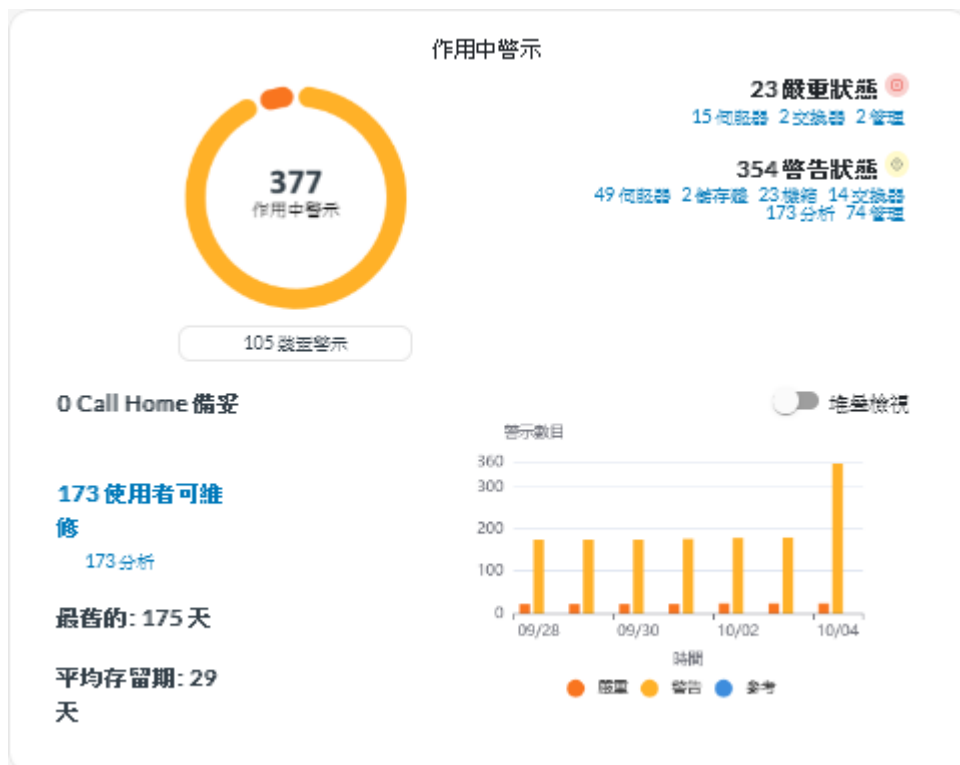 作用中警示
23 嚴重狀態
15 伺服器 2 交換器 2 管理
354 警告狀態
49 伺服器 2 儲存體 23 機箱 14 交換器
173 分析 74 管理
377
作用中警示
105 警示
0 Call Home 備妥
堆疊檢視
173 使用者可維
修
173 分析
最舊的: 175 天
平均存留期: 29
天
警示數目
360
300
200
100
0
09/28 09/30 10/02 10/04
時間
嚴重 警告 參考